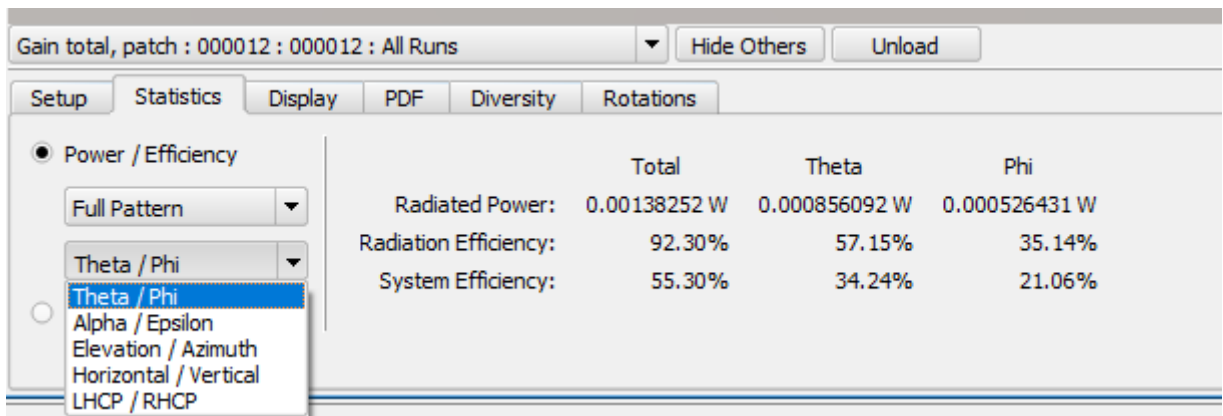 Gain total, patch : 000012 : 000012 : All Runs Hide Others Unload
Setup Statistics Display PDF Diversity Rotations
Power / Efficiency
Full Pattern
Theta / Phi
Theta / Phi
Alpha / Epsilon
Elevation / Azimuth
Horizontal / Vertical
LHCP / RHCP
Total Theta Phi
Radiated Power: 0.00138252 W 0.000856092 W 0.000526431 W
Radiation Efficiency: 92.30% 57.15% 35.14%
System Efficiency: 55.30% 34.24% 21.06%